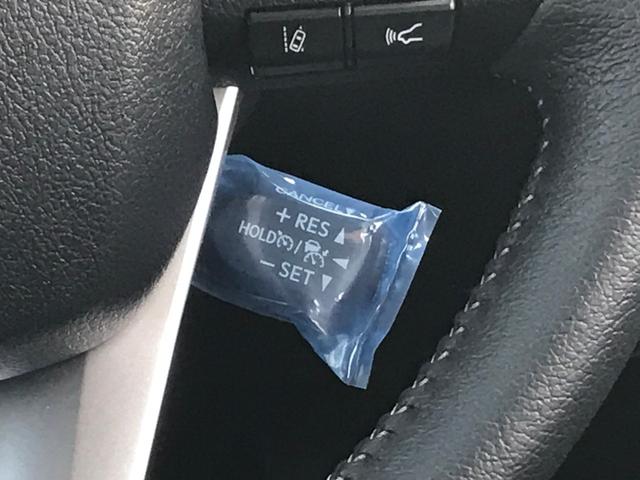 CANCEL
+ RES ▲
HOLD / ◄
– SET ▼